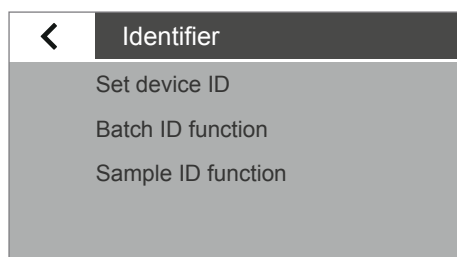 Identifier
Set device ID
Batch ID function
Sample ID function